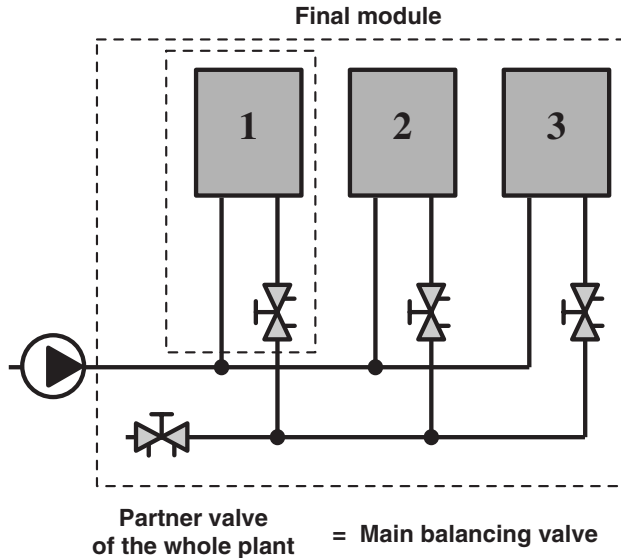 Final module
1
2
3
Partner valve
of the whole plant
= Main balancing valve